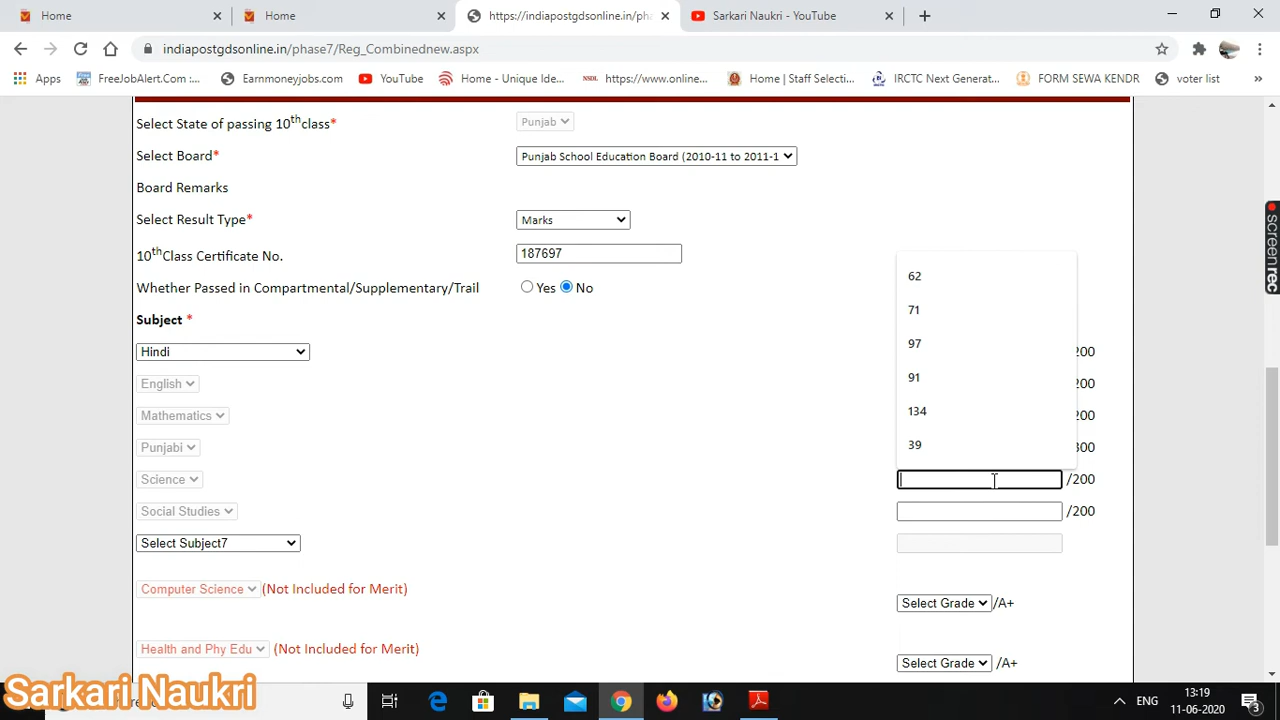 Home
Home
https://indiapostgdsonline.in/pha
Sarkari Naukri - YouTube
indiapostgdsonline.in/phase7/Reg_Combinednew.aspx
Apps
FreeJobAlert.Com :...
Earnmoneyjobs.com
YouTube
Home - Unique Ide...
NSDL
https://www.online...
Home | Staff Selecti...
IRCTC Next Generat...
FORM SEWA KENDR
voter list
»
Select State of passing 10thclass*
Punjab
Select Board*
Punjab School Education Board (2010-11 to 2011-1
Board Remarks
Select Result Type*
Marks
10thClass Certificate No.
187697
Whether Passed in Compartmental/Supplementary/Trail
Yes
No
Subject *
62
71
97
91
134
39
Hindi
200
English
200
Mathematics
200
Punjabi
300
Science
/200
Social Studies
/200
Select Subject7
Computer Science
(Not Included for Merit)
Select Grade
/A+
Health and Phy Edu
(Not Included for Merit)
Select Grade
/A+
screenrec
Sarkari Naukri
ENG
13:19
11-06-2020
3